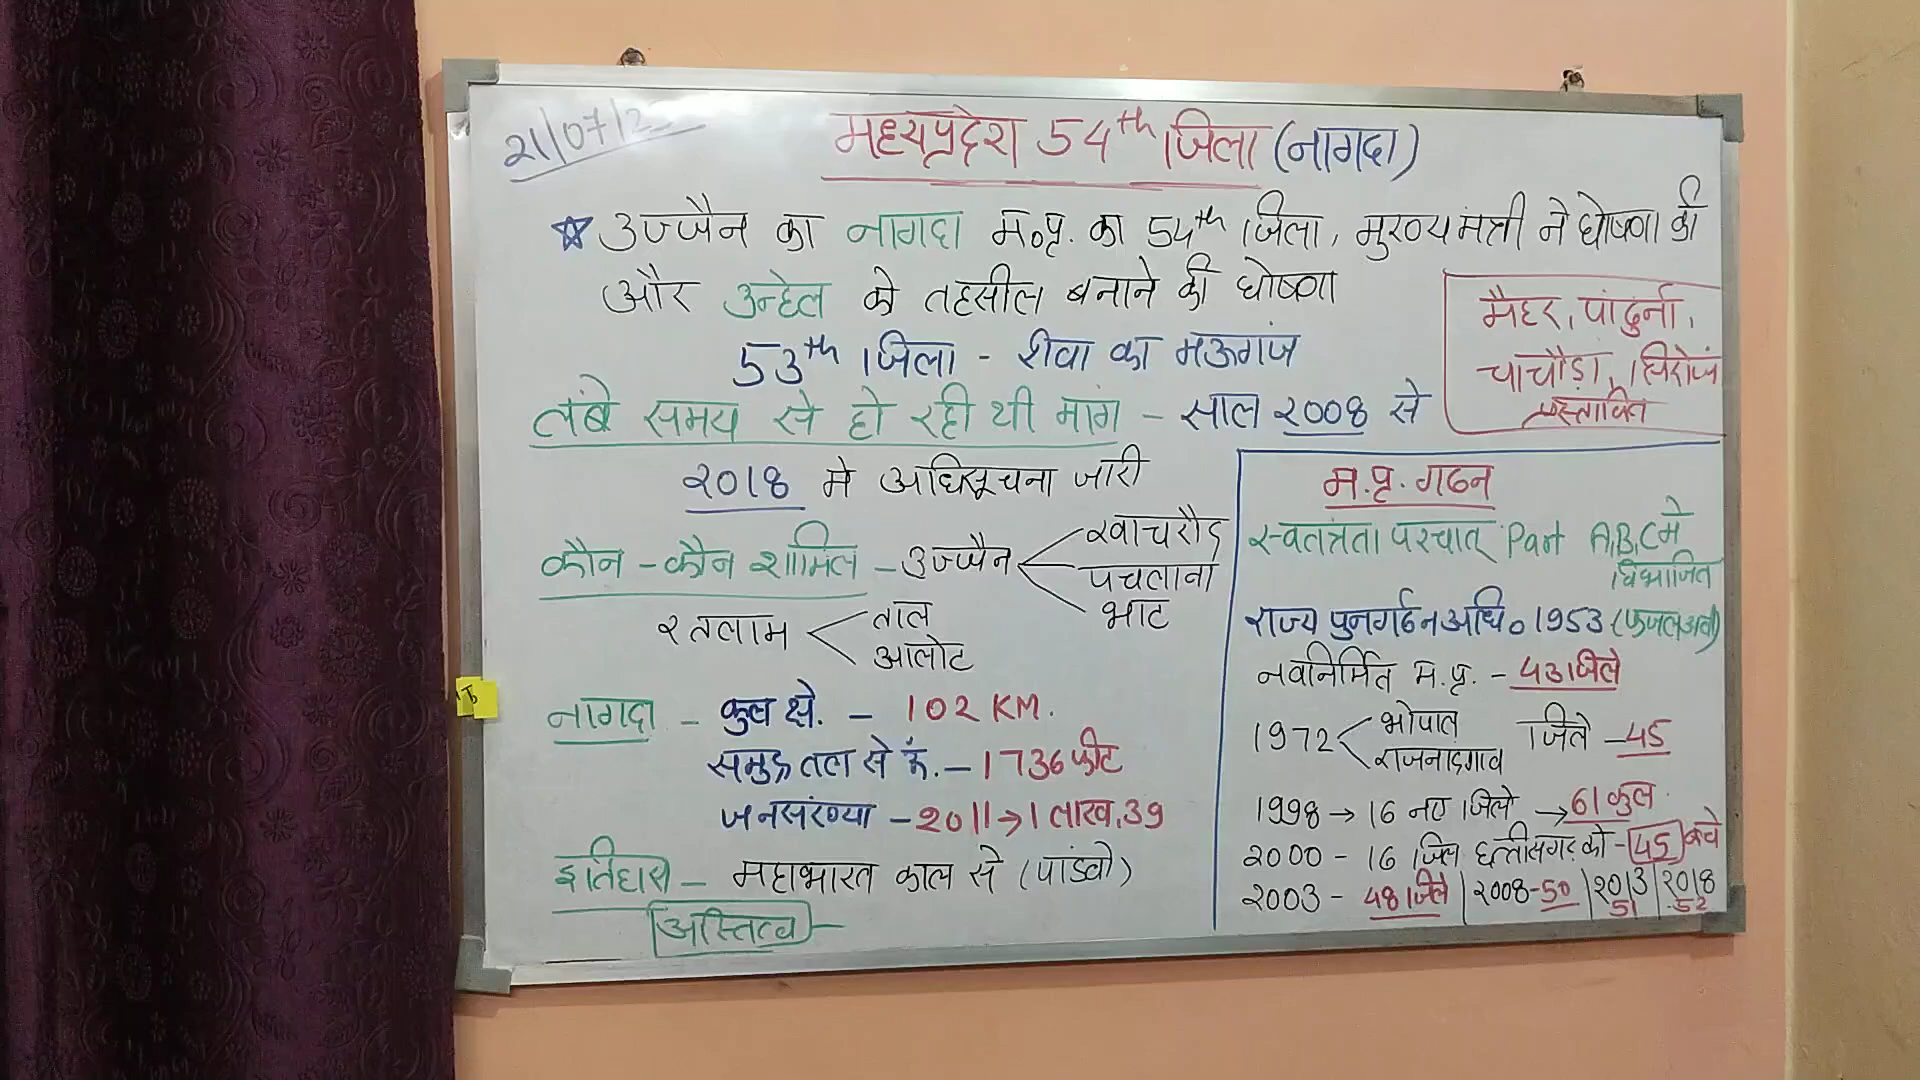 21/07/2
मध्यप्रदेश 54th जिला (नागदा)
☆ उज्जैन का नागदा म०प्र. का 54th जिला, मुख्यमंत्री ने घोषणा की
और उन्हेल को तहसील बनाने की घोषणा
53th जिला - रीवा का मऊगंज
मैहर, पांढुर्ना,
चाचौड़ा, सिरोंज
प्रस्तावित
लंबे समय से हो रही थी मांग - साल 2008 से
2018 मे अधिसूचना जारी
कौन - कौन शामिल - उज्जैन
खाचरौद
पचलाना
भाट
रतलाम
ताल
आलोट
नागदा - कुल क्षे. - 102 KM.
समुद्र तल से ऊं. - 1736 फीट
जनसंख्या - 2011 → 1 लाख, 39
इतिहास - महाभारत काल से (पांडवो)
अस्तित्व -
म.प्र. गठन
स्वतंत्रता पश्चात् Part A,B,C मे
विभाजित
राज्य पुनर्गठन अधि० 1953 (फजल अली)
नवनिर्मित म.प्र. - 43 जिले
1972
भोपाल
राजनांदगाव
जिले - 45
1998 → 16 नए जिले → 61 कुल
2000 - 16 जिले छत्तीसगढ़ को - 45 बचे
2003 - 48 जिले | 2008 - 50 | 2013 | 2018
51 52